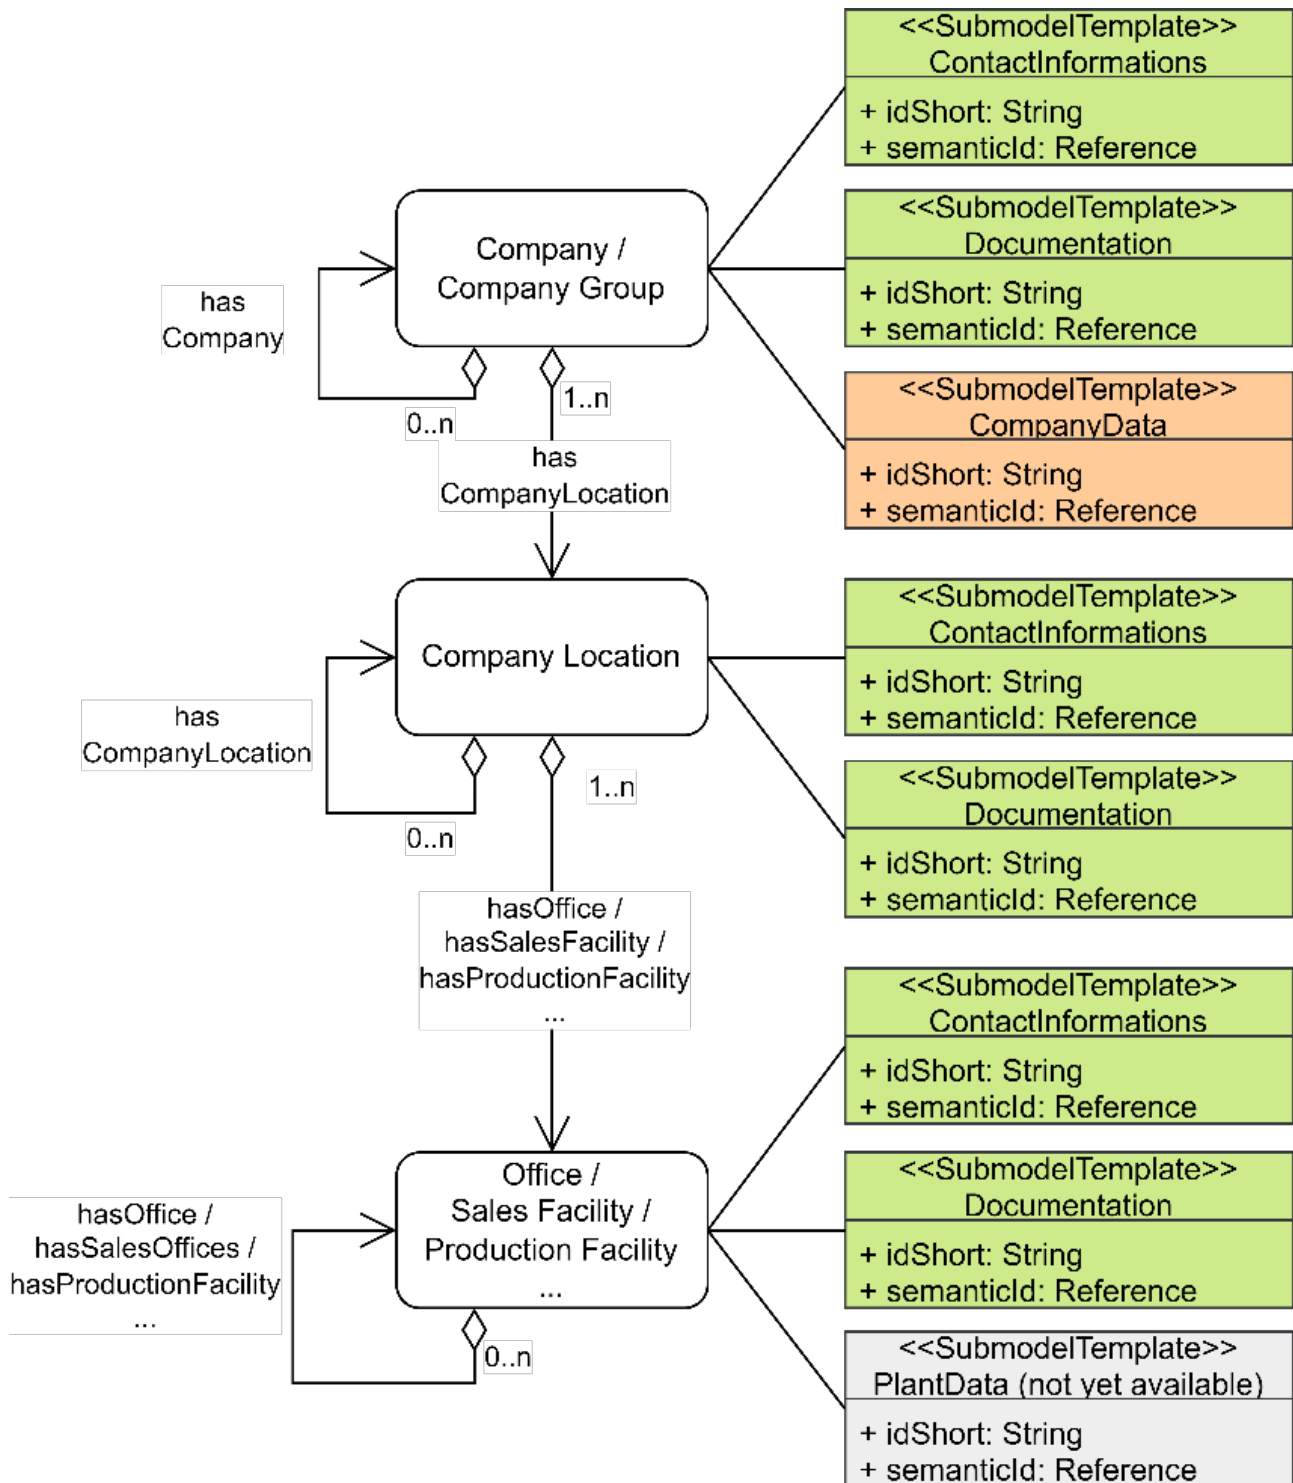 <<SubmodelTemplate>>
ContactInformations
+ idShort: String
+ semanticId: Reference
<<SubmodelTemplate>>
Documentation
+ idShort: String
+ semanticId: Reference
Company /
Company Group
has
Company
0..n
1..n
<<SubmodelTemplate>>
CompanyData
+ idShort: String
+ semanticId: Reference
has
CompanyLocation
<<SubmodelTemplate>>
ContactInformations
+ idShort: String
+ semanticId: Reference
Company Location
has
CompanyLocation
0..n
1..n
<<SubmodelTemplate>>
Documentation
+ idShort: String
+ semanticId: Reference
hasOffice /
hasSalesFacility /
hasProductionFacility
...
<<SubmodelTemplate>>
ContactInformations
+ idShort: String
+ semanticId: Reference
Office /
Sales Facility /
Production Facility
...
<<SubmodelTemplate>>
Documentation
+ idShort: String
+ semanticId: Reference
hasOffice /
hasSalesOffices /
hasProductionFacility
...
0..n
<<SubmodelTemplate>>
PlantData (not yet available)
+ idShort: String
+ semanticId: Reference